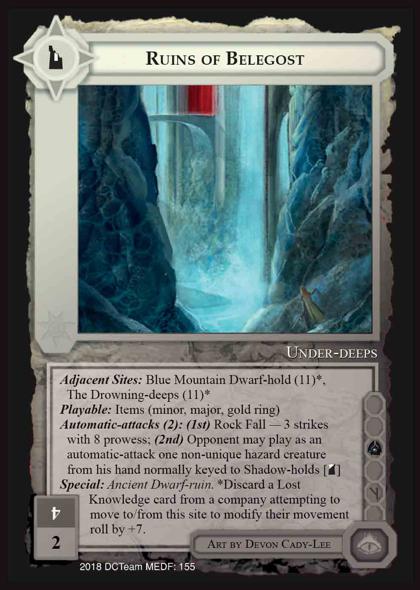 Ruins of Belegost
Under-deeps
Adjacent Sites: Blue Mountain Dwarf-hold (11)*,
The Drowning-deeps (11)*
Playable: Items (minor, major, gold ring)
Automatic-attacks (2): (1st) Rock Fall — 3 strikes
with 8 prowess; (2nd) Opponent may play as
automatic-attack one non-unique hazard creature
from his hand normally keyed to Shadow-holds [ ]
Special: Ancient Dwarf-ruin. *Discard a Lost
Knowledge card from a company attempting to
move to/from this site to modify their movement
roll by +7.
4
2
Art by Devon Cady-Lee
2018 DCTeam MEDF: 155